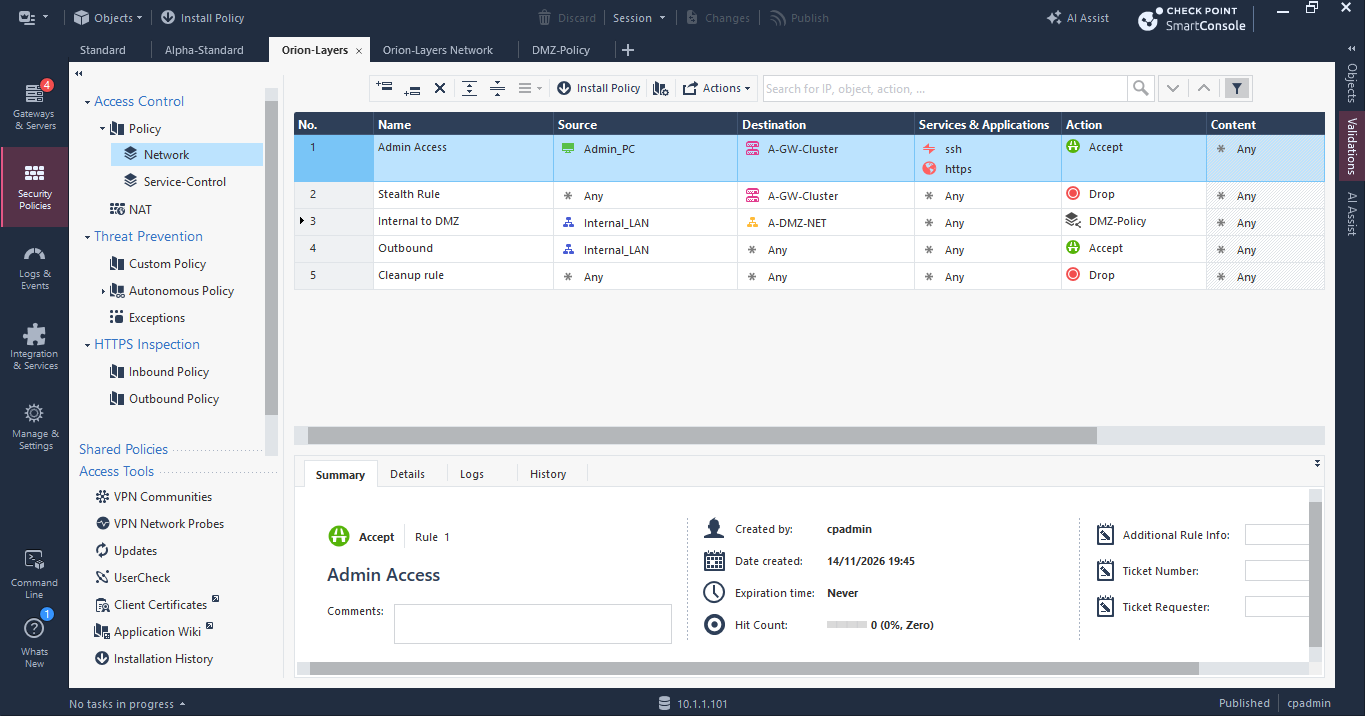 Objects
Install Policy
Discard
Session
Changes
Publish
AI Assist
CHECK POINT
SmartConsole
Standard
Alpha-Standard
Orion-Layers
Orion-Layers Network
DMZ-Policy
4
Gateways
& Servers
Security
Policies
Logs &
Events
Integration
& Services
Manage &
Settings
Command
Line
1
Whats
New
Access Control
Policy
Network
Service-Control
NAT
Threat Prevention
Custom Policy
Autonomous Policy
Exceptions
HTTPS Inspection
Inbound Policy
Outbound Policy
Shared Policies
Access Tools
VPN Communities
VPN Network Probes
Updates
UserCheck
Client Certificates
Application Wiki
Installation History
Install Policy
Actions
Search for IP, object, action, ...
No. Name Source Destination Services & Applications Action Content
1 Admin Access Admin_PC A-GW-Cluster ssh Accept Any
https
2 Stealth Rule Any A-GW-Cluster Any Drop Any
3 Internal to DMZ Internal_LAN A-DMZ-NET Any DMZ-Policy Any
4 Outbound Internal_LAN Any Any Accept Any
5 Cleanup rule Any Any Any Drop Any
Summary
Details
Logs
History
Accept
Rule 1
Admin Access
Comments:
Created by: cpadmin
Date created: 14/11/2026 19:45
Expiration time: Never
Hit Count: 0 (0%, Zero)
Additional Rule Info:
Ticket Number:
Ticket Requester:
Objects
Validations
AI Assist
No tasks in progress
10.1.1.101
Published
cpadmin